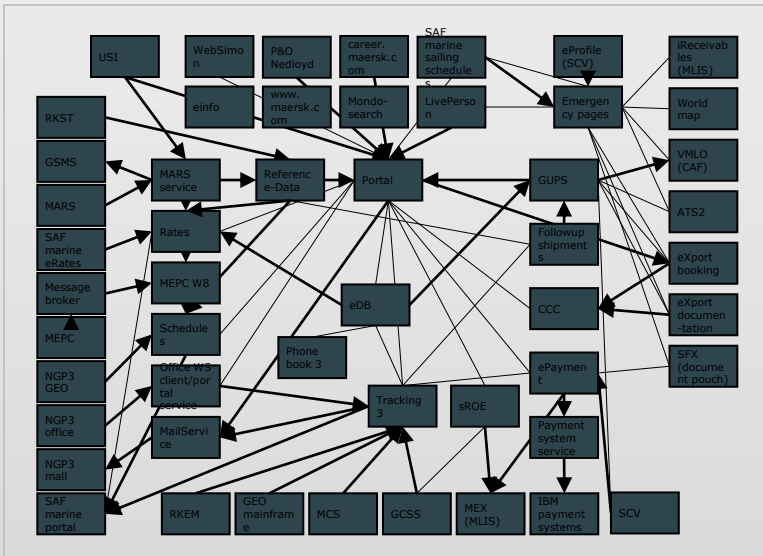 USI
WebSimo
n
P&O
Nedloyd
career.
maersk.c
om
SAF
marine
sailing
schedule
s
eProfile
(SCV)
iReceivab
les
(MLIS)
einfo
www.
maersk.c
om
Mondo-
search
LivePerso
n
Emergen
cy pages
World
map
RKST
GSMS
MARS
service
Referenc
e-Data
Portal
GUPS
VMLO
(CAF)
MARS
ATS2
SAF
marine
eRates
Rates
Followup
shipment
s
eXport
booking
Message
broker
MEPC W8
eDB
CCC
eXport
documen
-tation
MEPC
Schedule
s
Phone
book 3
SFX
(docume
nt pouch)
NGP3
GEO
Office WS
client/por
tal
service
Tracking
3
sROE
ePaymen
t
NGP3
office
MailServi
ce
Payment
system
service
NGP3
mall
SAF
marine
portal
RKEM
GEO
mainfram
e
MCS
GCSS
MEX
(MLIS)
IBM
payment
systems
SCV